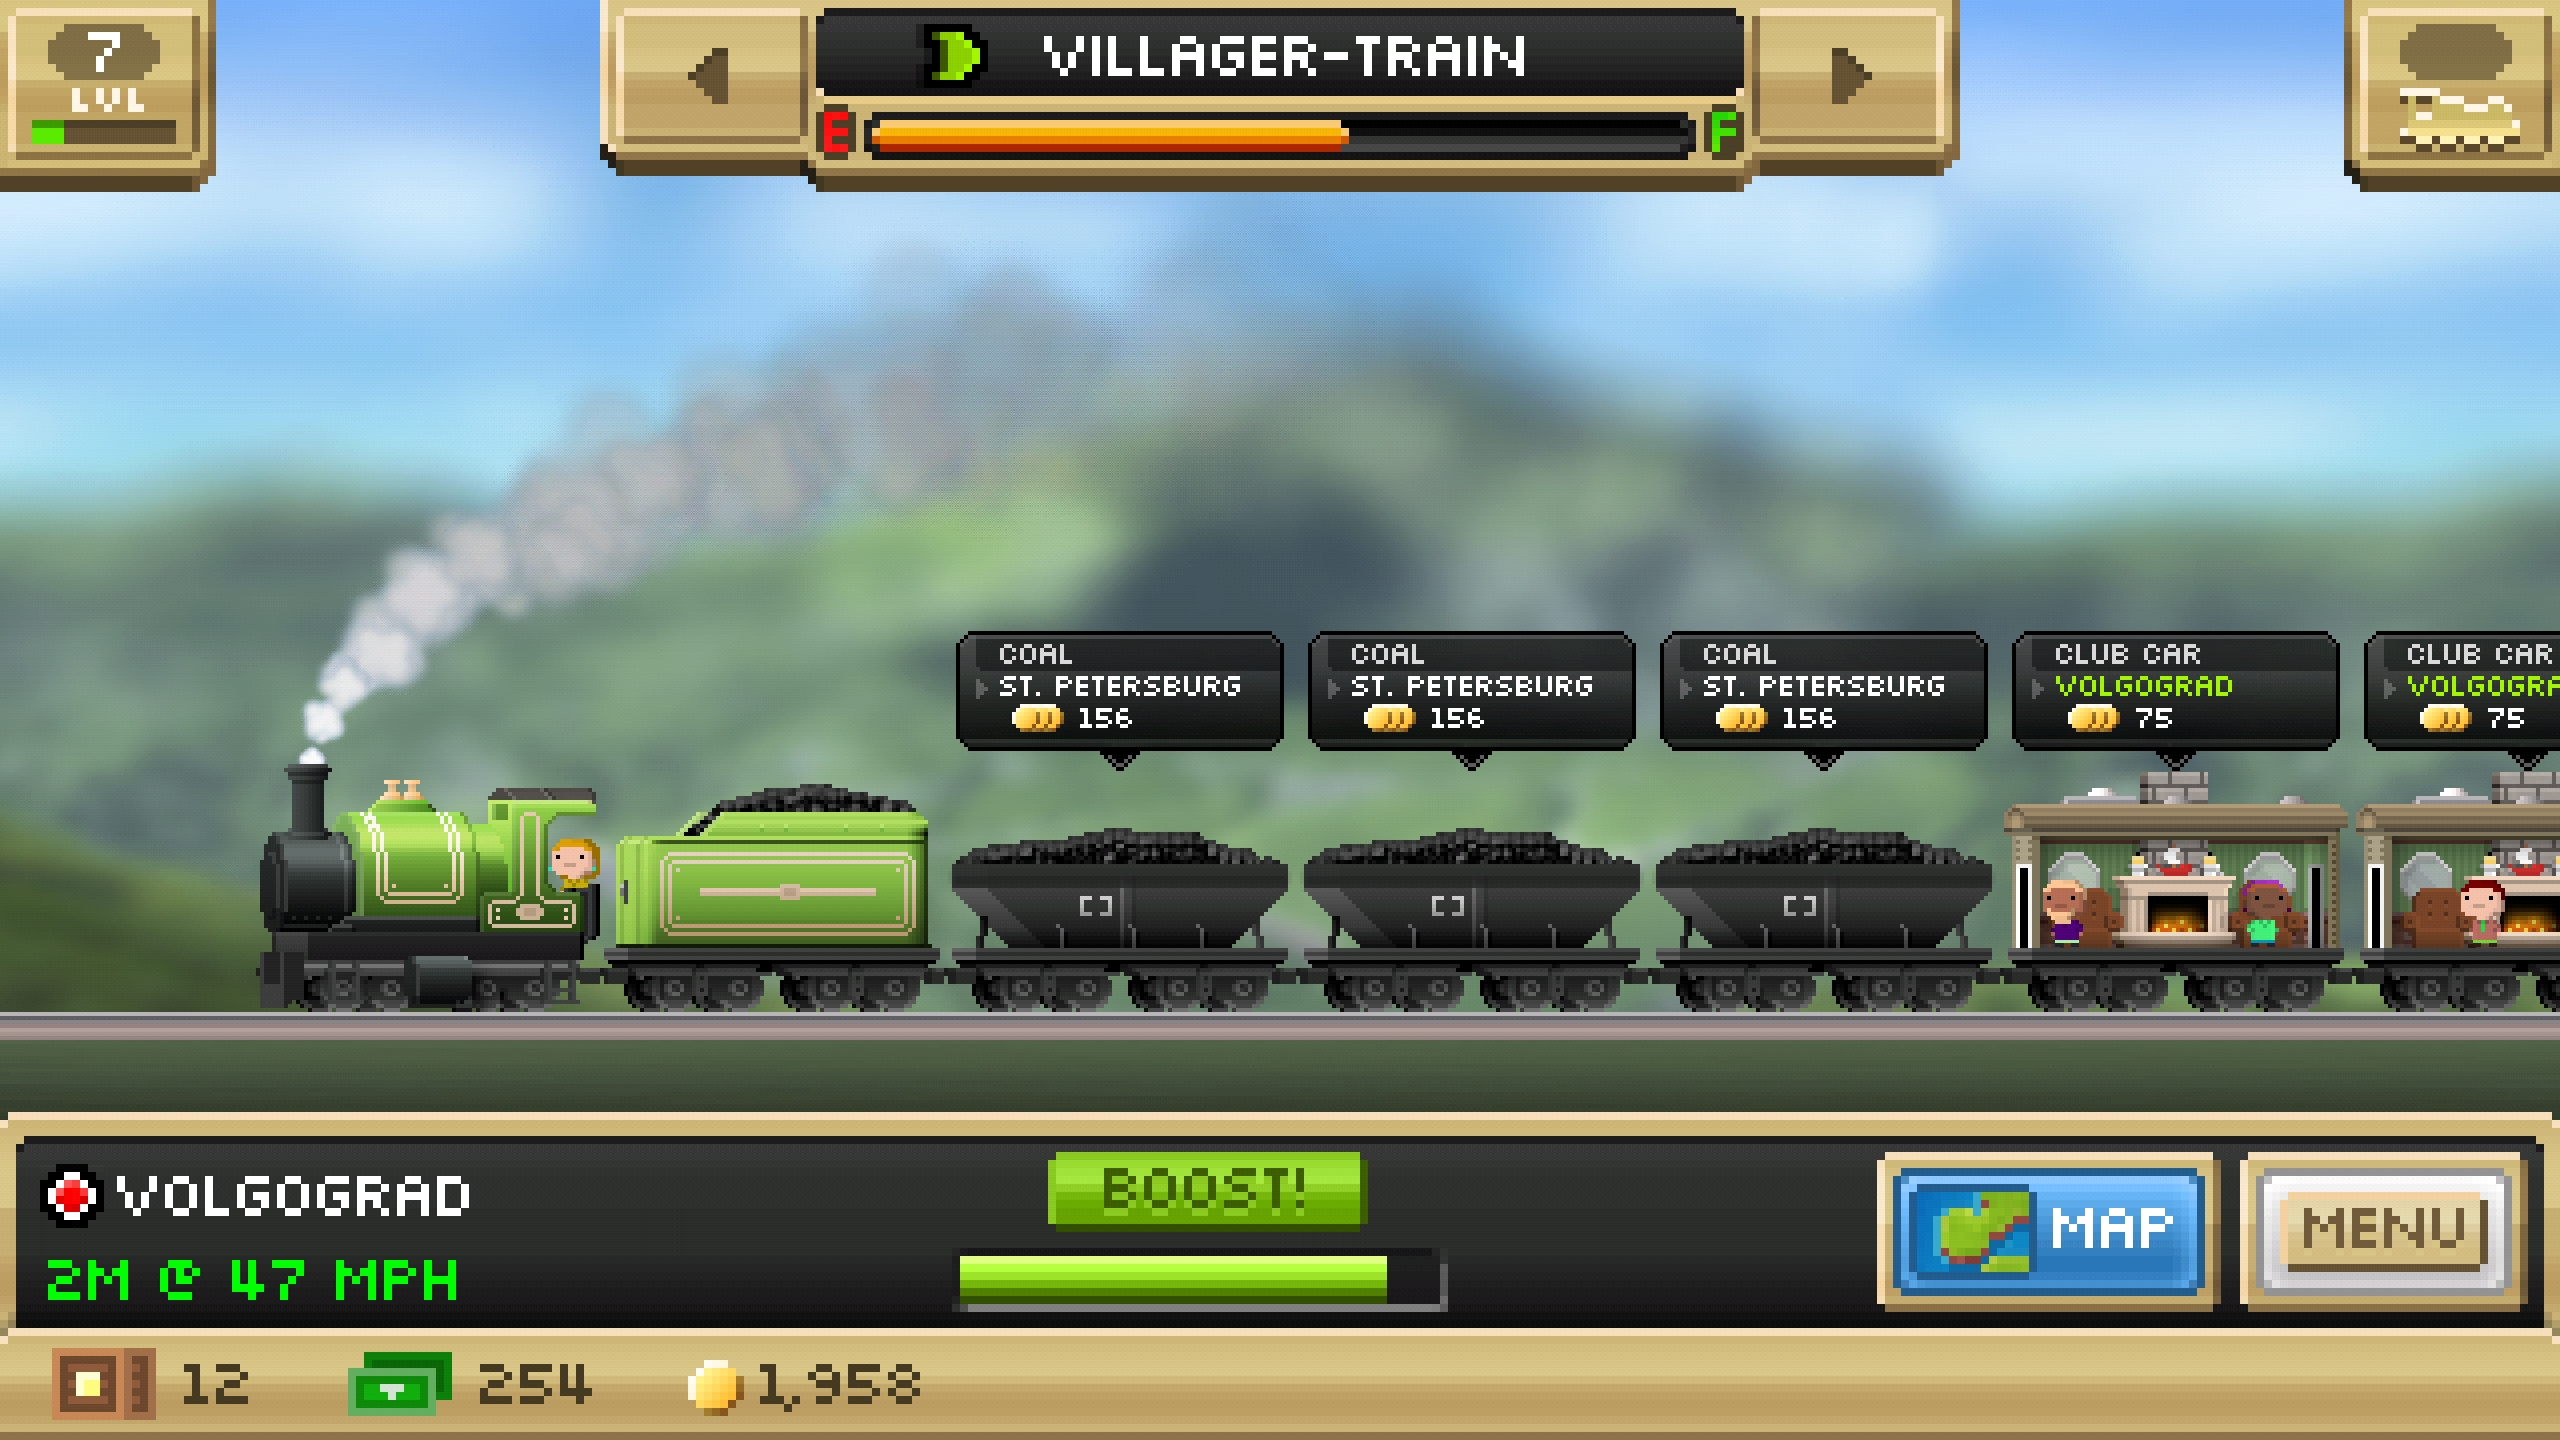 7
LVL
VILLAGER-TRAIN
E
F
COAL
ST. PETERSBURG
156
COAL
ST. PETERSBURG
156
COAL
ST. PETERSBURG
156
CLUB CAR
VOLGOGRAD
75
CLUB CAR
VOLGOGRA
75
VOLGOGRAD
2M @ 47 MPH
BOOST!
MAP
MENU
12
254
1,958